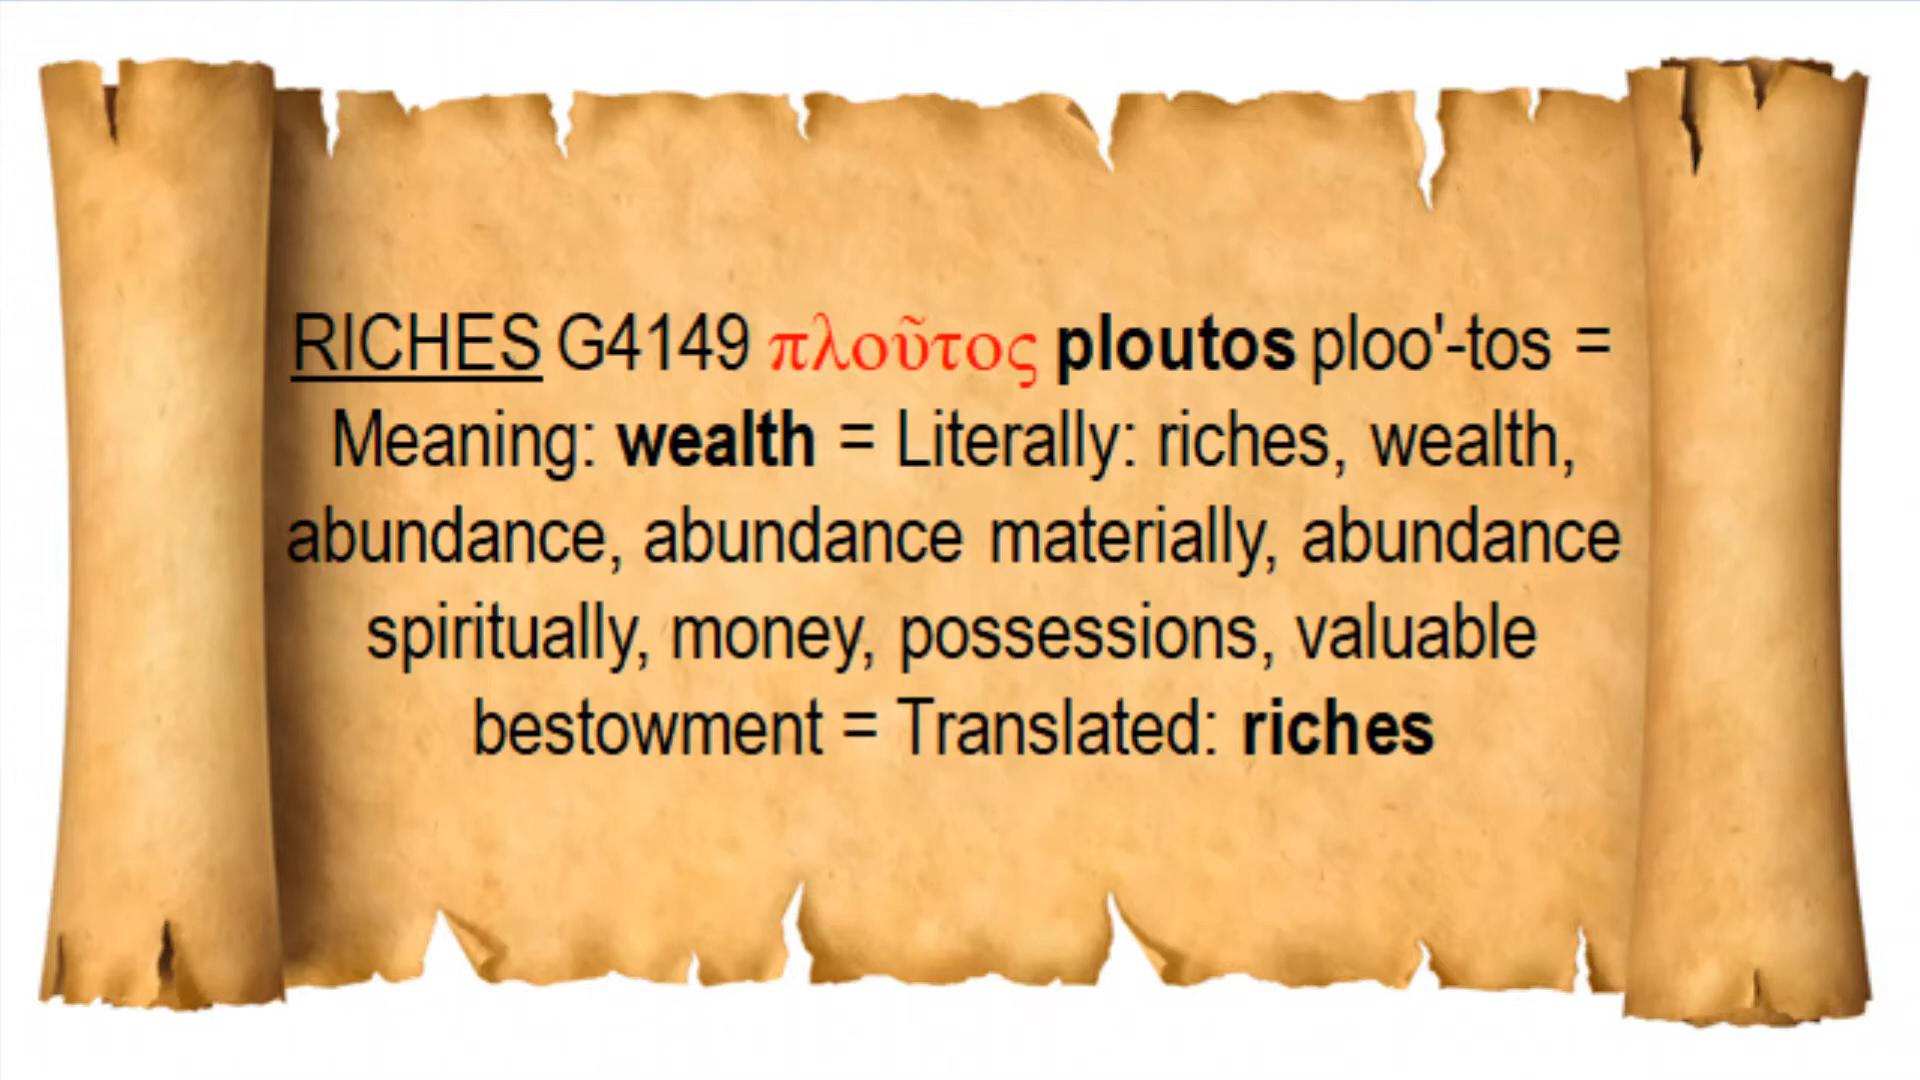 RICHES G4149 πλοῦτος ploutos ploo'-tos =
Meaning: wealth = Literally: riches, wealth,
abundance, abundance materially, abundance
spiritually, money, possessions, valuable
bestowment = Translated: riches